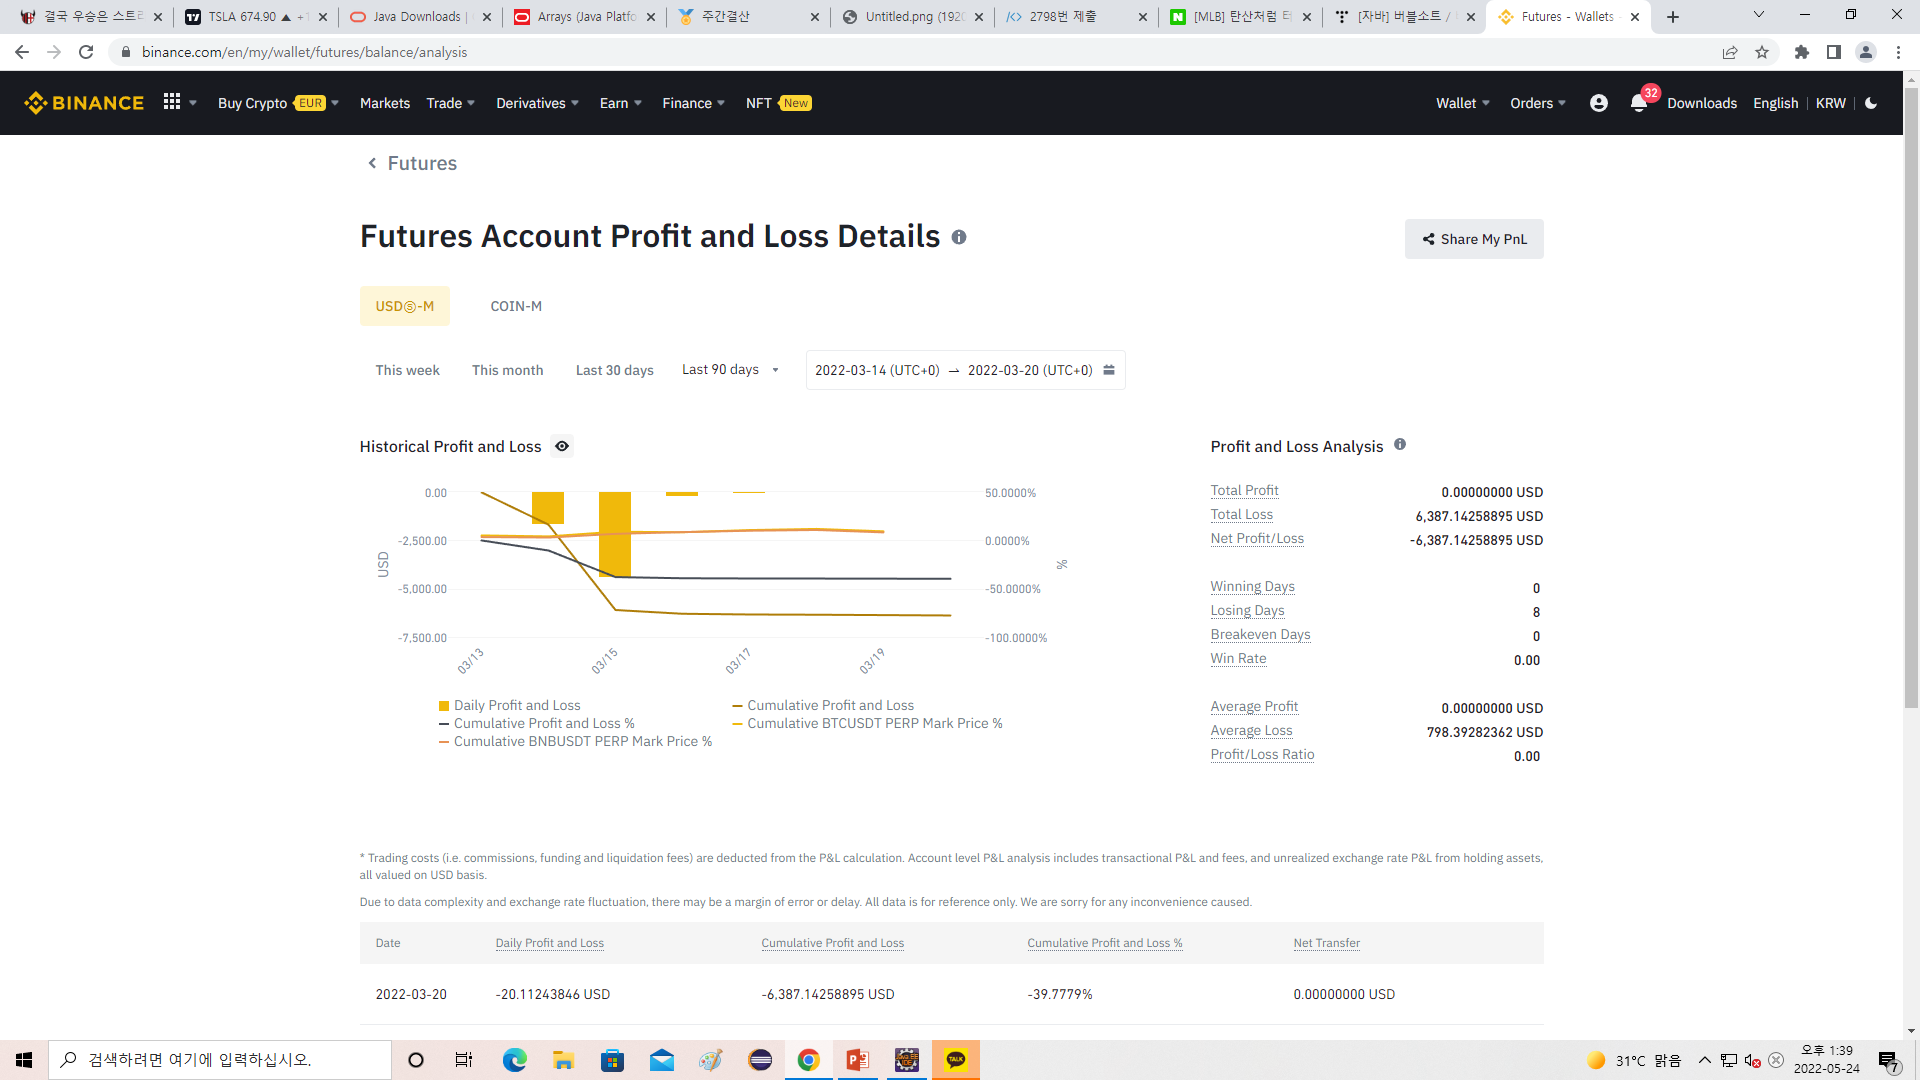 결국 우승은 스트리
TSLA 674.90 ▲ +1
Java Downloads |
Arrays (Java Platfo
주간결산
Untitled.png (1920
2798번 제출
[MLB] 탄산처럼 터
[자바] 버블소트 /
Futures - Wallets
binance.com/en/my/wallet/futures/balance/analysis
BINANCE
Buy Crypto EUR
Markets
Trade
Derivatives
Earn
Finance
NFT New
Wallet
Orders
32
Downloads
English
KRW
Futures
Futures Account Profit and Loss Details
Share My PnL
USDⓈ-M
COIN-M
This week
This month
Last 30 days
Last 90 days
2022-03-14 (UTC+0) → 2022-03-20 (UTC+0)
Historical Profit and Loss
0.00
-2,500.00
-5,000.00
-7,500.00
USD
50.0000%
0.0000%
-50.0000%
-100.0000%
%
03/13
03/15
03/17
03/19
Daily Profit and Loss
Cumulative Profit and Loss
Cumulative Profit and Loss %
Cumulative BTCUSDT PERP Mark Price %
Cumulative BNBUSDT PERP Mark Price %
Profit and Loss Analysis
Total Profit 0.00000000 USD
Total Loss 6,387.14258895 USD
Net Profit/Loss -6,387.14258895 USD
Winning Days 0
Losing Days 8
Breakeven Days 0
Win Rate 0.00
Average Profit 0.00000000 USD
Average Loss 798.39282362 USD
Profit/Loss Ratio 0.00
* Trading costs (i.e. commissions, funding and liquidation fees) are deducted from the P&L calculation. Account level P&L analysis includes transactional P&L and fees, and unrealized exchange rate P&L from holding assets,
all valued on USD basis.
Due to data complexity and exchange rate fluctuation, there may be a margin of error or delay. All data is for reference only. We are sorry for any inconvenience caused.
Date Daily Profit and Loss Cumulative Profit and Loss Cumulative Profit and Loss % Net Transfer
2022-03-20 -20.11243846 USD -6,387.14258895 USD -39.7779% 0.00000000 USD
검색하려면 여기에 입력하십시오.
TALK
31°C 맑음
오후 1:39
2022-05-24
7